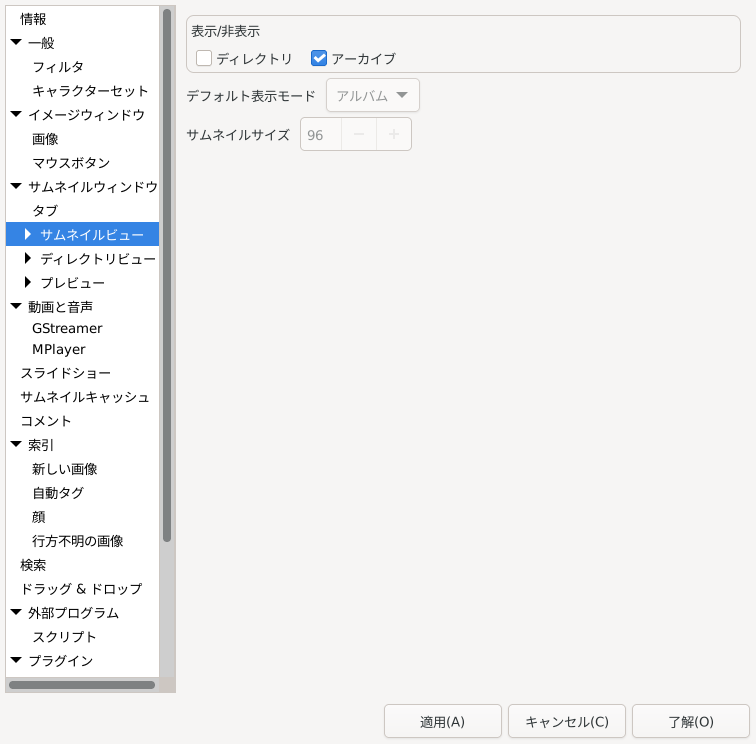 情報
一般
フィルタ
キャラクターセット
イメージウィンドウ
画像
マウスボタン
サムネイルウィンドウ
タブ
サムネイルビュー
ディレクトリビュー
プレビュー
動画と音声
GStreamer
MPlayer
スライドショー
サムネイルキャッシュ
コメント
索引
新しい画像
自動タグ
顔
行方不明の画像
検索
ドラッグ & ドロップ
外部プログラム
スクリプト
プラグイン
表示/非表示
ディレクトリ アーカイブ
デフォルト表示モード アルバム
サムネイルサイズ 96
適用(A) キャンセル(C) 了解(O)